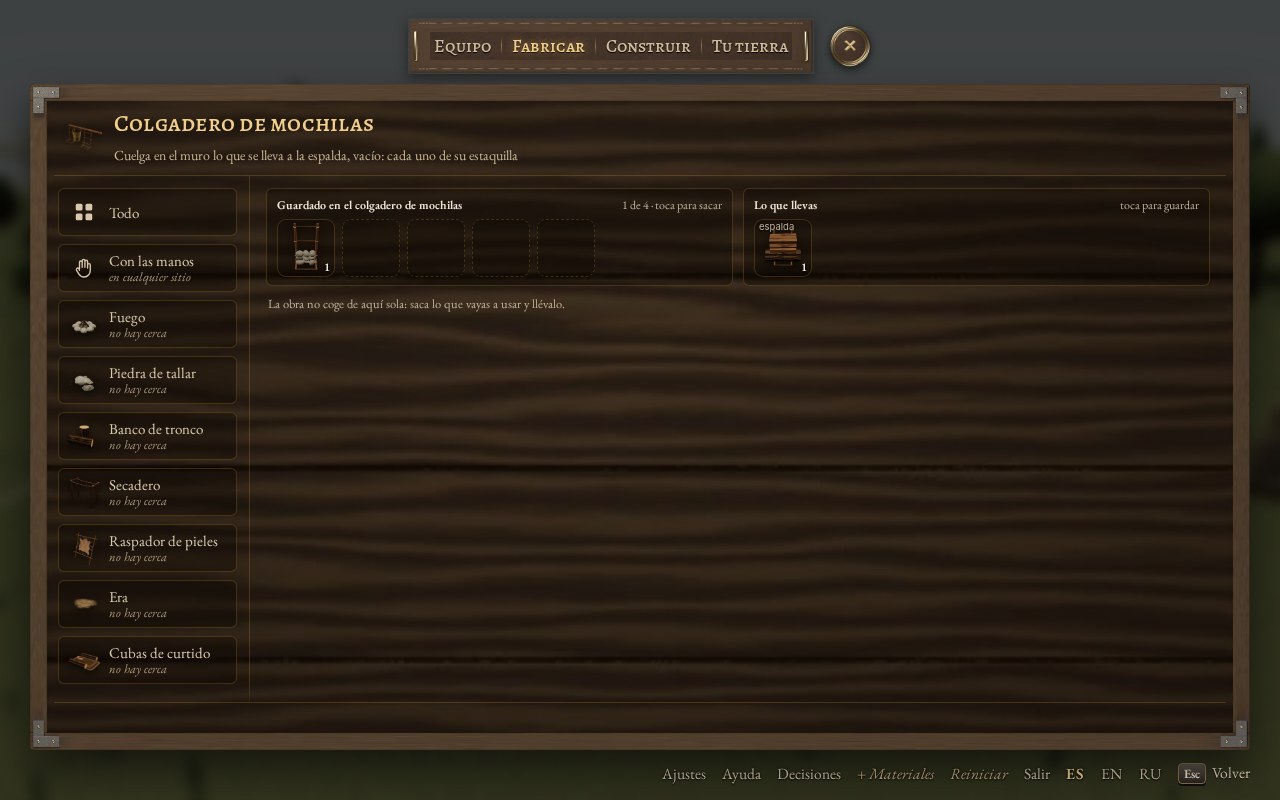 Equipo Fabricar Construir Tu tierra
Colgadero de mochilas
Cuelga en el muro lo que se lleva a la espalda, vacío: cada uno de su estaquilla
Todo
Con las manos
en cualquier sitio
Fuego
no hay cerca
Piedra de tallar
no hay cerca
Banco de tronco
no hay cerca
Secadero
no hay cerca
Raspador de pieles
no hay cerca
Era
no hay cerca
Cubas de curtido
no hay cerca
Guardado en el colgadero de mochilas 1 de 4 · toca para sacar
1
Lo que llevas toca para guardar
espalda
1
La obra no coge de aquí sola: saca lo que vayas a usar y llévalo.
Ajustes Ayuda Decisiones + Materiales Reiniciar Salir ES EN RU Esc Volver